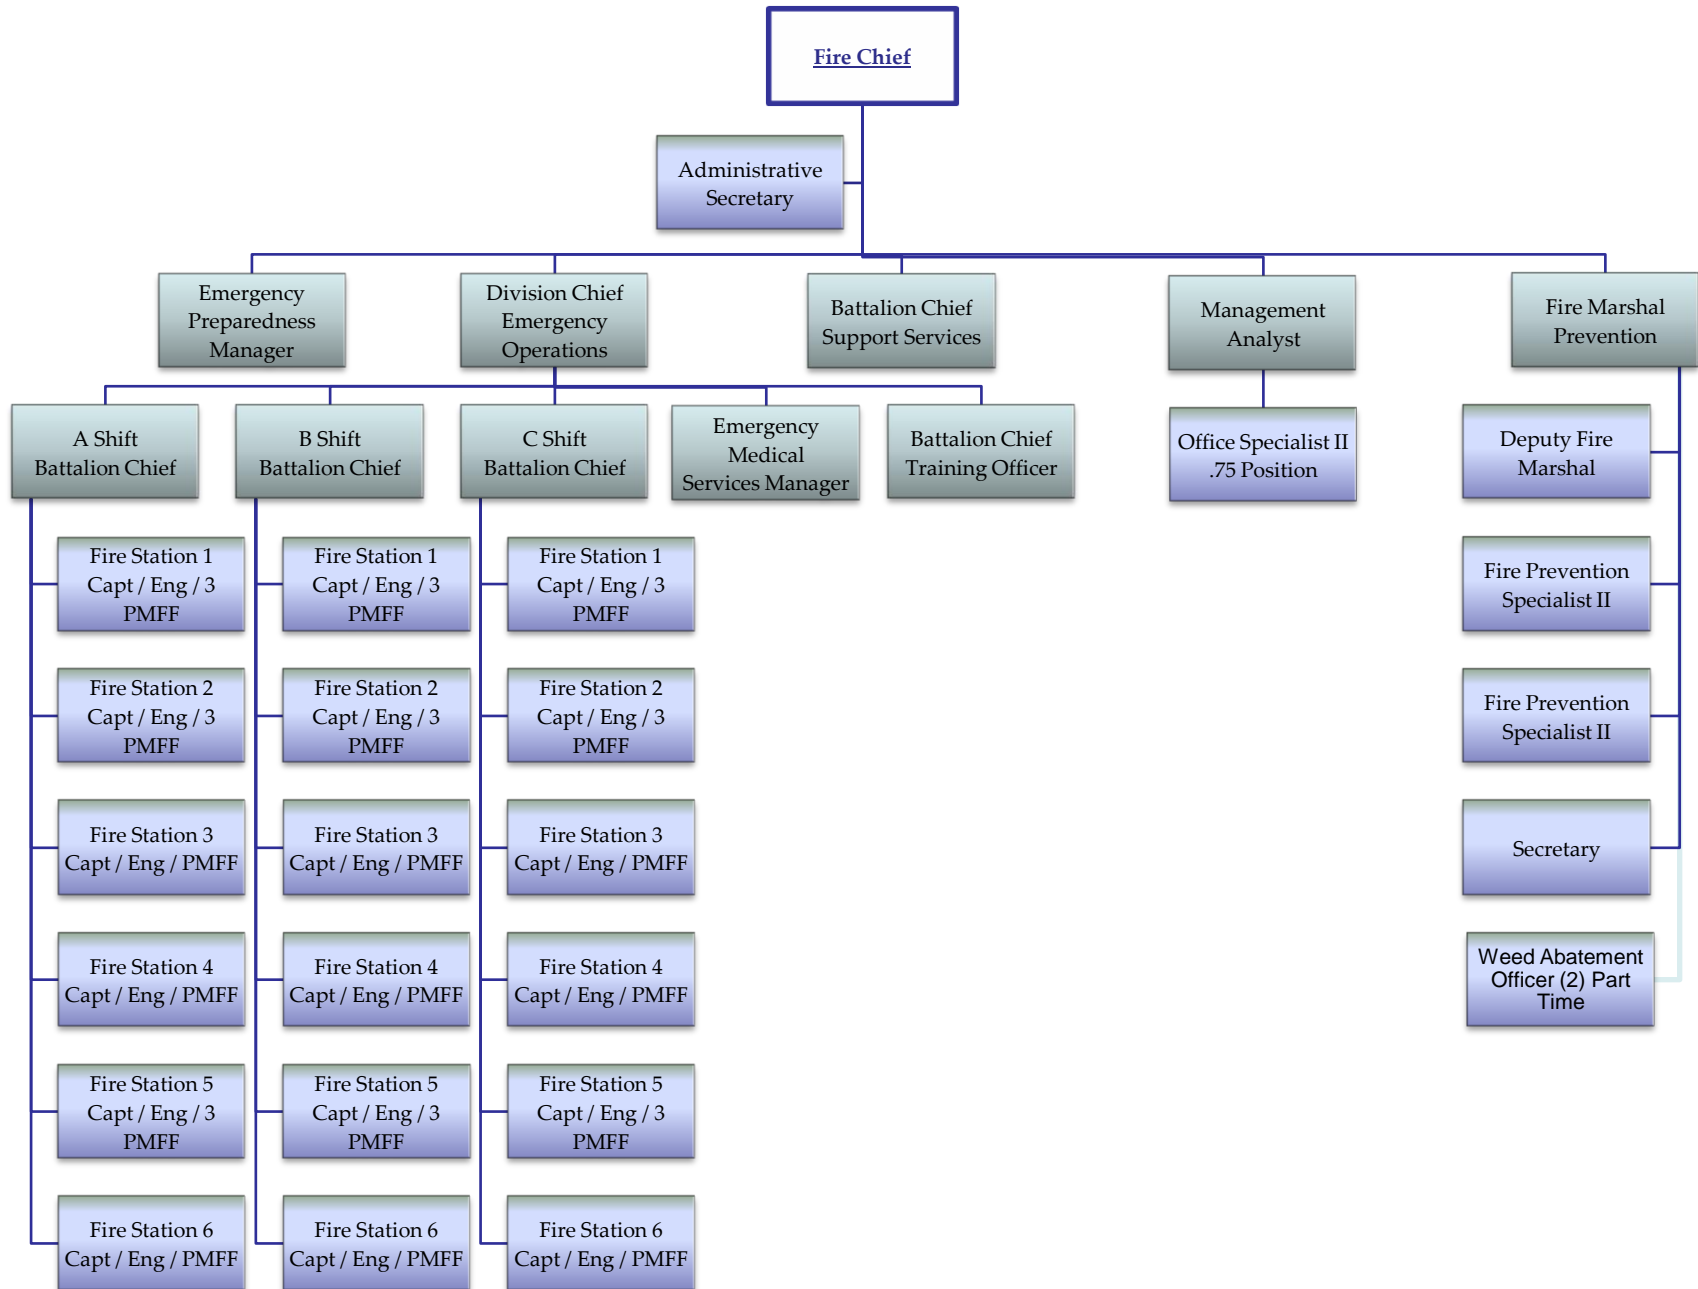 Fire Chief
Administrative
Secretary
Emergency
Preparedness
Manager
Division Chief
Emergency
Operations
Battalion Chief
Support Services
Management
Analyst
Fire Marshal
Prevention
A Shift
Battalion Chief
B Shift
Battalion Chief
C Shift
Battalion Chief
Emergency
Medical
Services Manager
Battalion Chief
Training Officer
Office Specialist II
.75 Position
Deputy Fire
Marshal
Fire Station 1
Capt / Eng / 3
PMFF
Fire Station 1
Capt / Eng / 3
PMFF
Fire Station 1
Capt / Eng / 3
PMFF
Fire Prevention
Specialist II
Fire Station 2
Capt / Eng / 3
PMFF
Fire Station 2
Capt / Eng / 3
PMFF
Fire Station 2
Capt / Eng / 3
PMFF
Fire Prevention
Specialist II
Fire Station 3
Capt / Eng / PMFF
Fire Station 3
Capt / Eng / PMFF
Fire Station 3
Capt / Eng / PMFF
Secretary
Fire Station 4
Capt / Eng / PMFF
Fire Station 4
Capt / Eng / PMFF
Fire Station 4
Capt / Eng / PMFF
Weed Abatement
Officer (2) Part
Time
Fire Station 5
Capt / Eng / 3
PMFF
Fire Station 5
Capt / Eng / 3
PMFF
Fire Station 5
Capt / Eng / 3
PMFF
Fire Station 6
Capt / Eng / PMFF
Fire Station 6
Capt / Eng / PMFF
Fire Station 6
Capt / Eng / PMFF